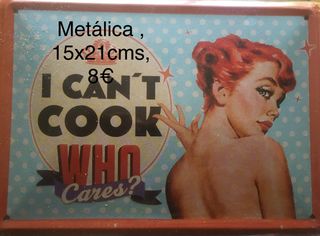 Metálica ,
15x21cms,
8€
I CAN´T
COOK
WHO
Cares?